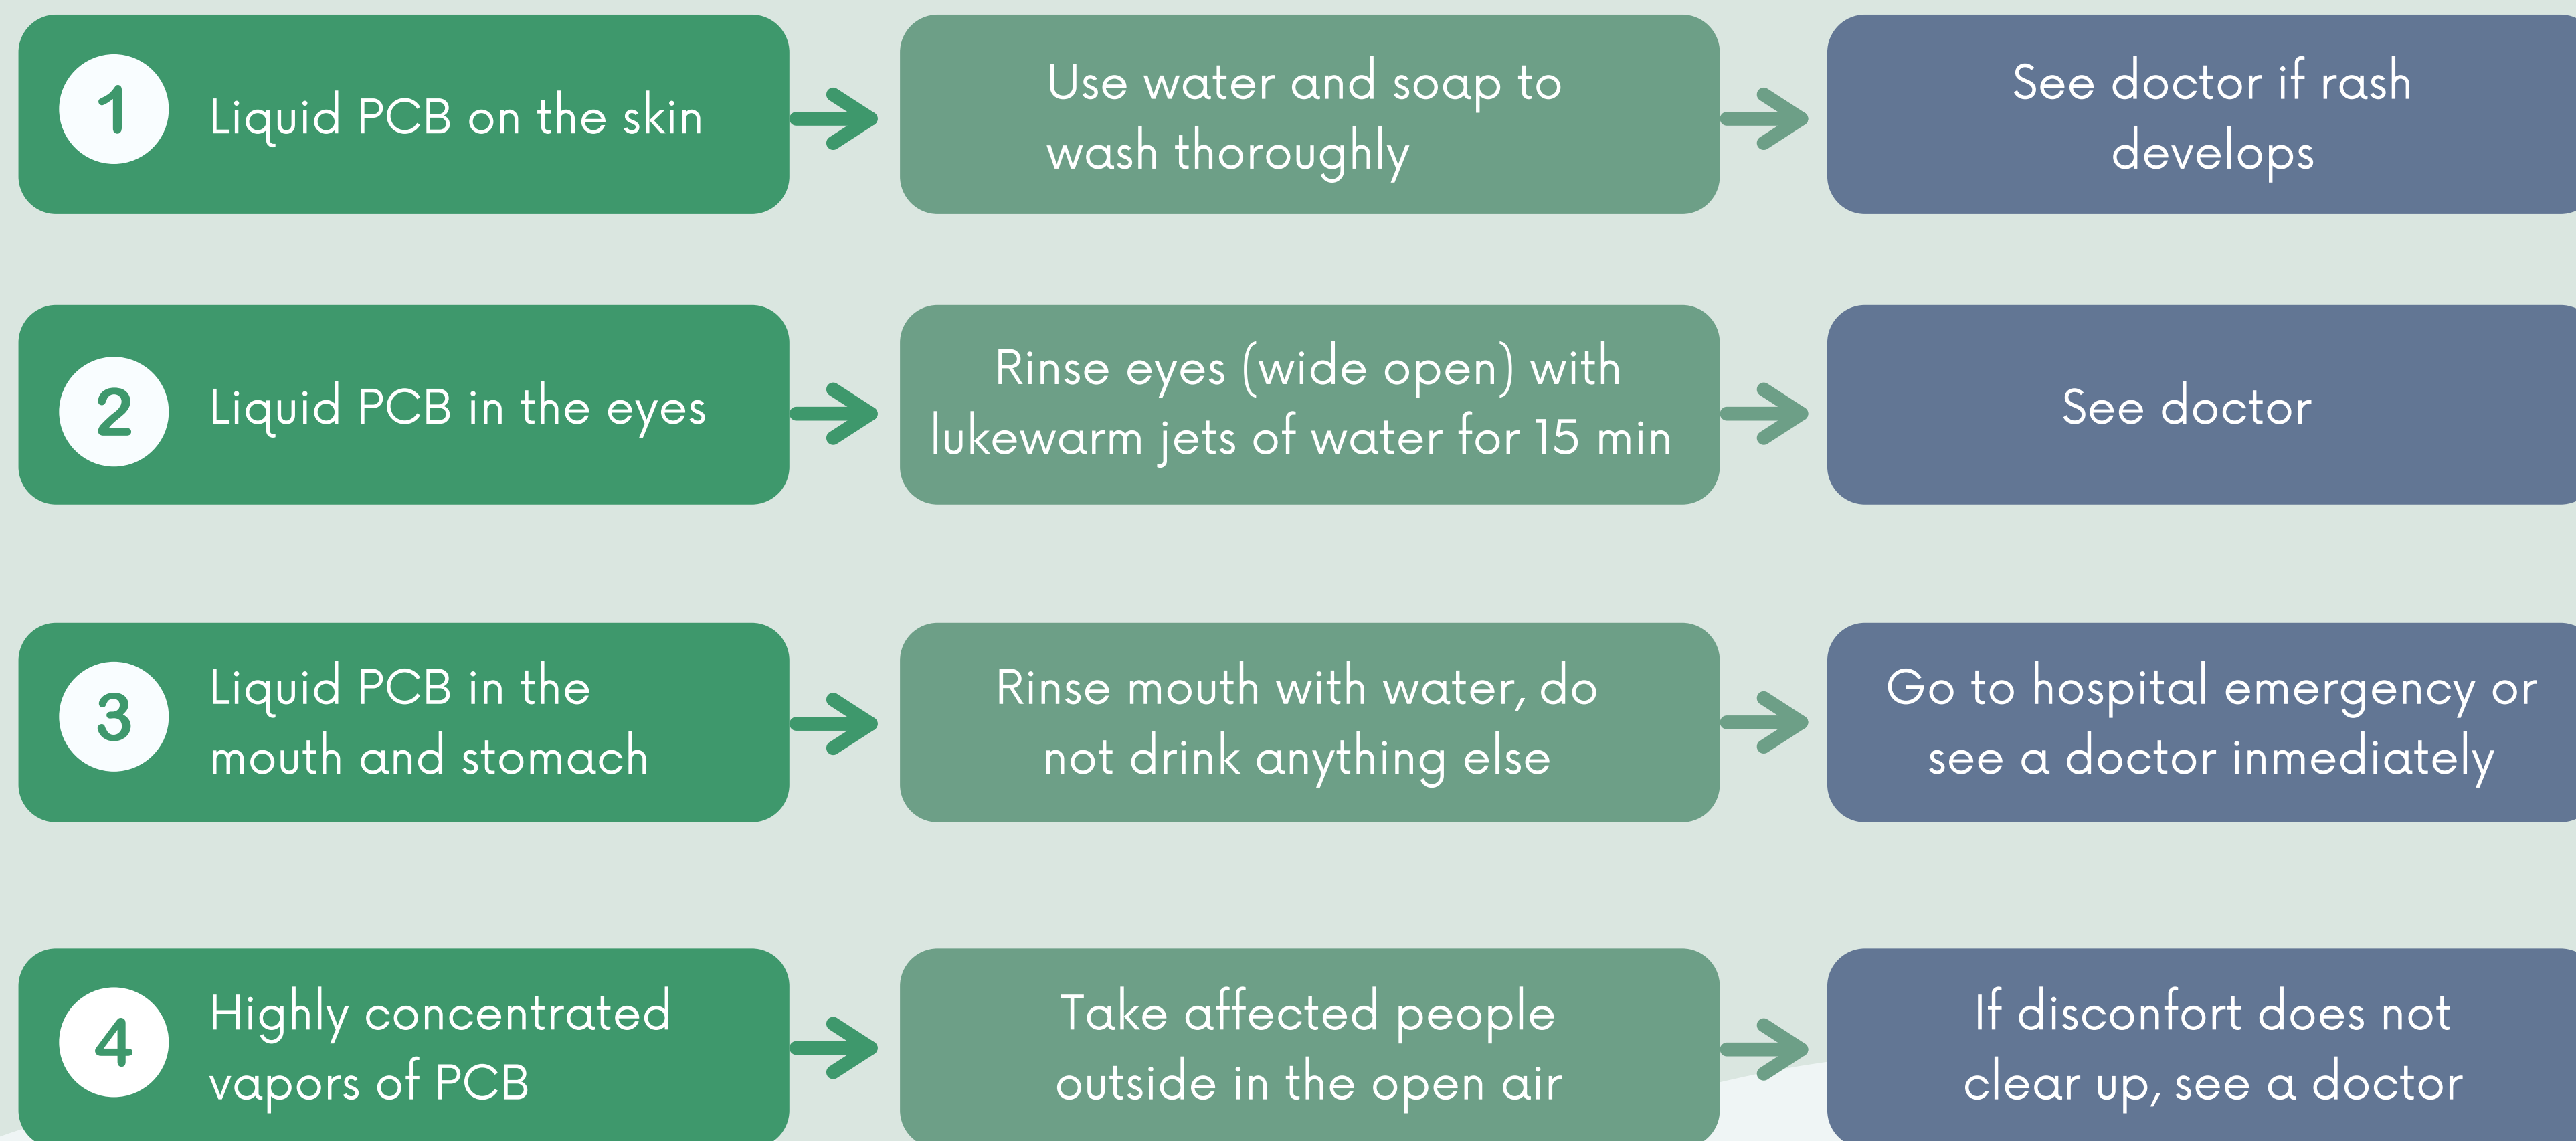 1
Liquid PCB on the skin
Use water and soap to
wash thoroughly
See doctor if rash
develops
2
Liquid PCB in the eyes
Rinse eyes (wide open) with
lukewarm jets of water for 15 min
See doctor
3
Liquid PCB in the
mouth and stomach
Rinse mouth with water, do
not drink anything else
Go to hospital emergency or
see a doctor inmediately
4
Highly concentrated
vapors of PCB
Take affected people
outside in the open air
If disconfort does not
clear up, see a doctor